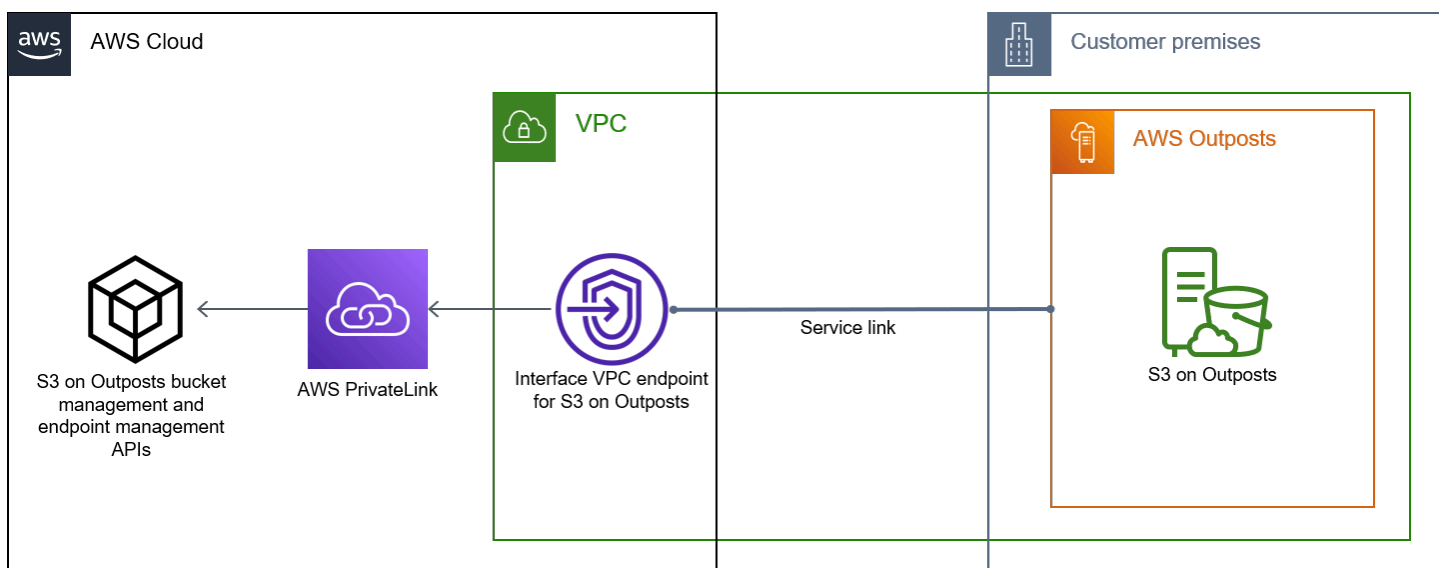 aws
AWS Cloud
Customer premises
VPC
AWS Outposts
Service link
S3 on Outposts bucket
management and
endpoint management
APIs
AWS PrivateLink
Interface VPC endpoint
for S3 on Outposts
S3 on Outposts